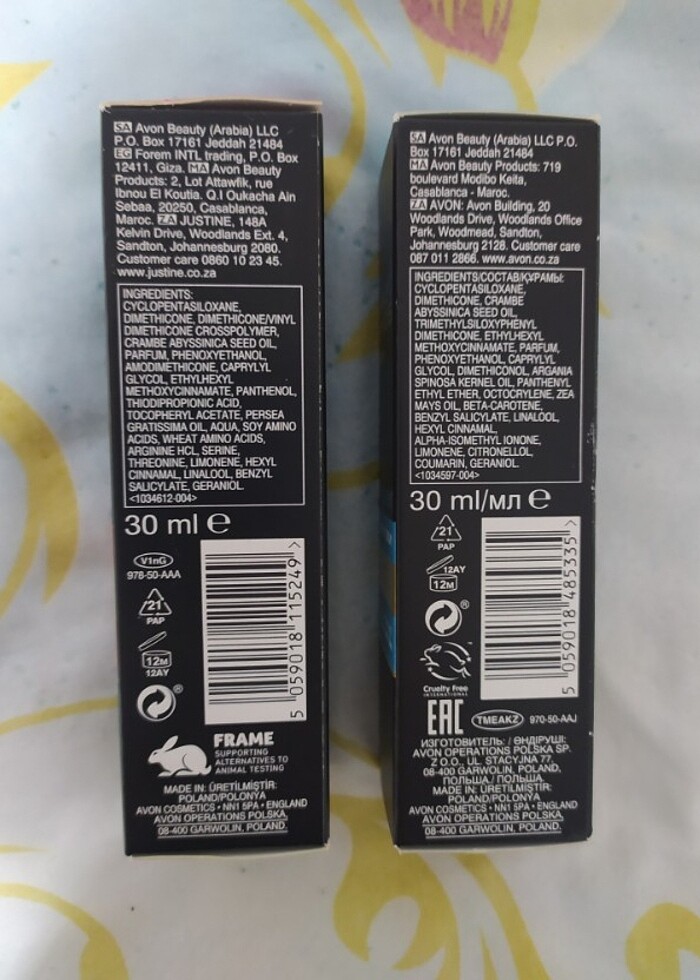 SA Avon Beauty (Arabia) LLC
P.O. Box 17161 Jeddah 21484
EG Forem INTL trading, P.O. Box
12411, Giza. MA Avon Beauty
Products: 2, Lot Attawfik, rue
Ibnou El Koutia. Q.I Oukacha Ain
Sebaa, 20250, Casablanca,
Maroc. ZA JUSTINE, 148A
Kelvin Drive, Woodlands Ext. 4,
Sandton, Johannesburg 2080.
Customer care 0860 10 23 45.
www.justine.co.za
INGREDIENTS:
CYCLOPENTASILOXANE,
DIMETHICONE, DIMETHICONE/VINYL
DIMETHICONE CROSSPOLYMER,
CRAMBE ABYSSINICA SEED OIL,
PARFUM, PHENOXYETHANOL,
AMODIMETHICONE, CAPRYLYL
GLYCOL, ETHYLHEXYL
METHOXYCINNAMATE, PANTHENOL,
THIODIPROPIONIC ACID,
TOCOPHERYL ACETATE, PERSEA
GRATISSIMA OIL, AQUA, SOY AMINO
ACIDS, WHEAT AMINO ACIDS,
ARGININE HCL, SERINE,
THREONINE, LIMONENE, HEXYL
CINNAMAL, LINALOOL, BENZYL
SALICYLATE, GERANIOL.
<1034612-004>
30 ml e
V1nG
978-50-AAA
21
PAP
12M
12AY
5 059018 115249 >
FRAME
SUPPORTING
ALTERNATIVES TO
ANIMAL TESTING
MADE IN: ÜRETİLMİŞTİR:
POLAND/POLONYA
AVON COSMETICS • NN1 5PA • ENGLAND
AVON OPERATIONS POLSKA,
08-400 GARWOLIN, POLAND.
SA Avon Beauty (Arabia) LLC P.O.
Box 17161 Jeddah 21484
MA Avon Beauty Products: 719
boulevard Modibo Keita,
Casablanca - Maroc.
ZA AVON: Avon Building, 20
Woodlands Drive, Woodlands Office
Park, Woodmead, Sandton,
Johannesburg 2128. Customer care
087 011 2866. www.avon.co.za
INGREDIENTS/СОСТАВ/ҚҰРАМЫ:
CYCLOPENTASILOXANE,
DIMETHICONE, CRAMBE
ABYSSINICA SEED OIL,
TRIMETHYLSILOXYPHENYL
DIMETHICONE, ETHYLHEXYL
METHOXYCINNAMATE, PARFUM,
PHENOXYETHANOL, CAPRYLYL
GLYCOL, DIMETHICONOL, ARGANIA
SPINOSA KERNEL OIL, PANTHENYL
ETHYL ETHER, OCTOCRYLENE, ZEA
MAYS OIL, BETA-CAROTENE,
BENZYL SALICYLATE, LINALOOL,
HEXYL CINNAMAL,
ALPHA-ISOMETHYL IONONE,
LIMONENE, CITRONELLOL,
COUMARIN, GERANIOL.
<1034597-004>
30 ml/мл e
21
PAP
12AY
12M
5 059018 485335 >
Cruelty Free
INTERNATIONAL
EAC TMEAKZ 970-50-AAJ
ИЗГОТОВИТЕЛЬ: / ӨНДІРУШІ:
AVON OPERATIONS POLSKA SP.
Z O.O., UL. STACYJNA 77,
08-400 GARWOLIN, POLAND,
ПОЛЬША / ПОЛЬША.
MADE IN: ÜRETİLMİŞTİR:
POLAND/POLONYA
AVON COSMETICS • NN1 5PA • ENGLAND
AVON OPERATIONS POLSKA,
08-400 GARWOLIN, POLAND.